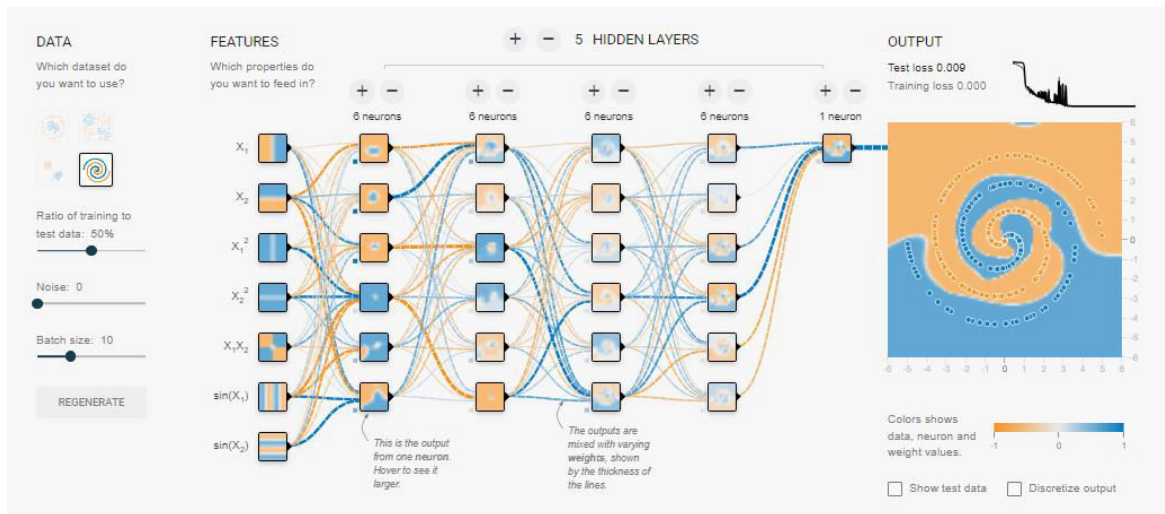 DATA
Which dataset do
you want to use?
Ratio of training to
test data: 50%
Noise: 0
Batch size: 10
REGENERATE
FEATURES
Which properties do
you want to feed in?
X₁
X₂
X₁²
X₂²
X₁X₂
sin(X₁)
sin(X₂)
+ − 5 HIDDEN LAYERS
+ − + − + − + − + −
6 neurons 6 neurons 6 neurons 6 neurons 1 neuron
This is the output
from one neuron.
Hover to see it
larger.
The outputs are
mixed with varying
weights, shown
by the thickness of
the lines.
OUTPUT
Test loss 0.009
Training loss 0.000
6
5
4
3
2
1
0
-1
-2
-3
-4
-5
-6
-6 -5 -4 -3 -2 -1 0 1 2 3 4 5 6
Colors shows
data, neuron and
weight values.
-1 0 1
Show test data Discretize output